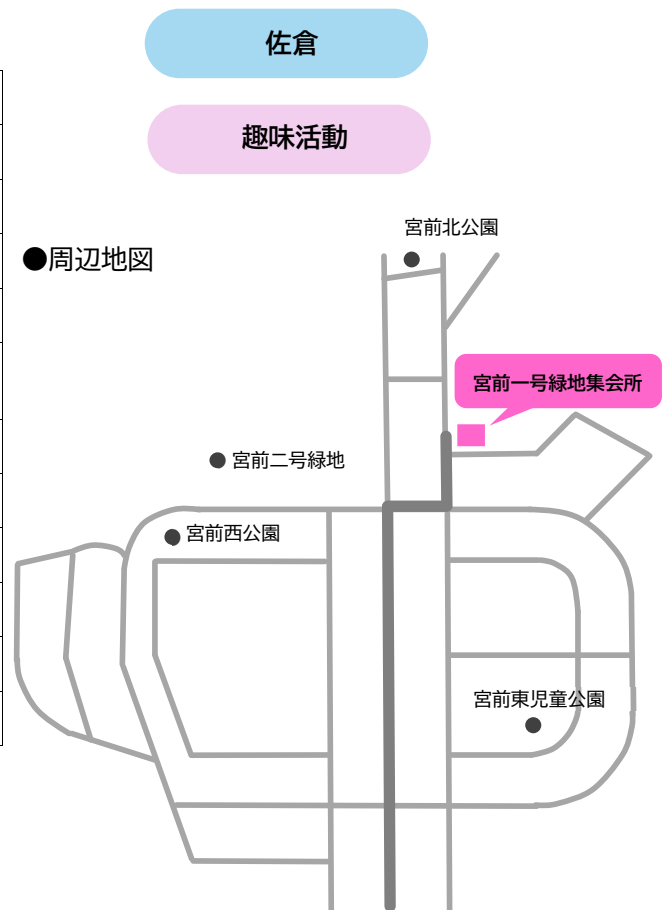 佐倉
趣味活動
宮前北公園
●周辺地図
宮前一号緑地集会所
宮前二号緑地
宮前西公園
宮前東児童公園